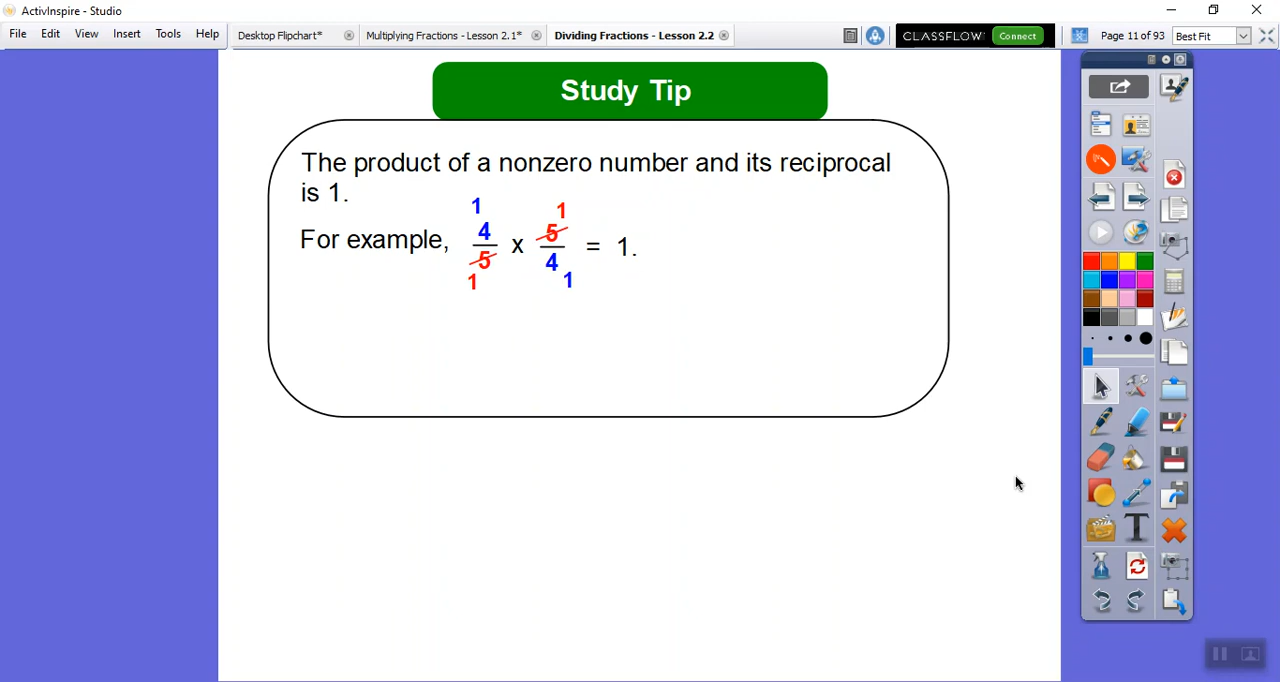 ActivInspire - Studio
File Edit View Insert Tools Help
Desktop Flipchart*
Multiplying Fractions - Lesson 2.1*
Dividing Fractions - Lesson 2.2
CLASSFLOW Connect
Page 11 of 93
Best Fit
Study Tip
The product of a nonzero number and its reciprocal
is 1.
1 1
4 5
For example, x = 1.
5 4
1 1
T